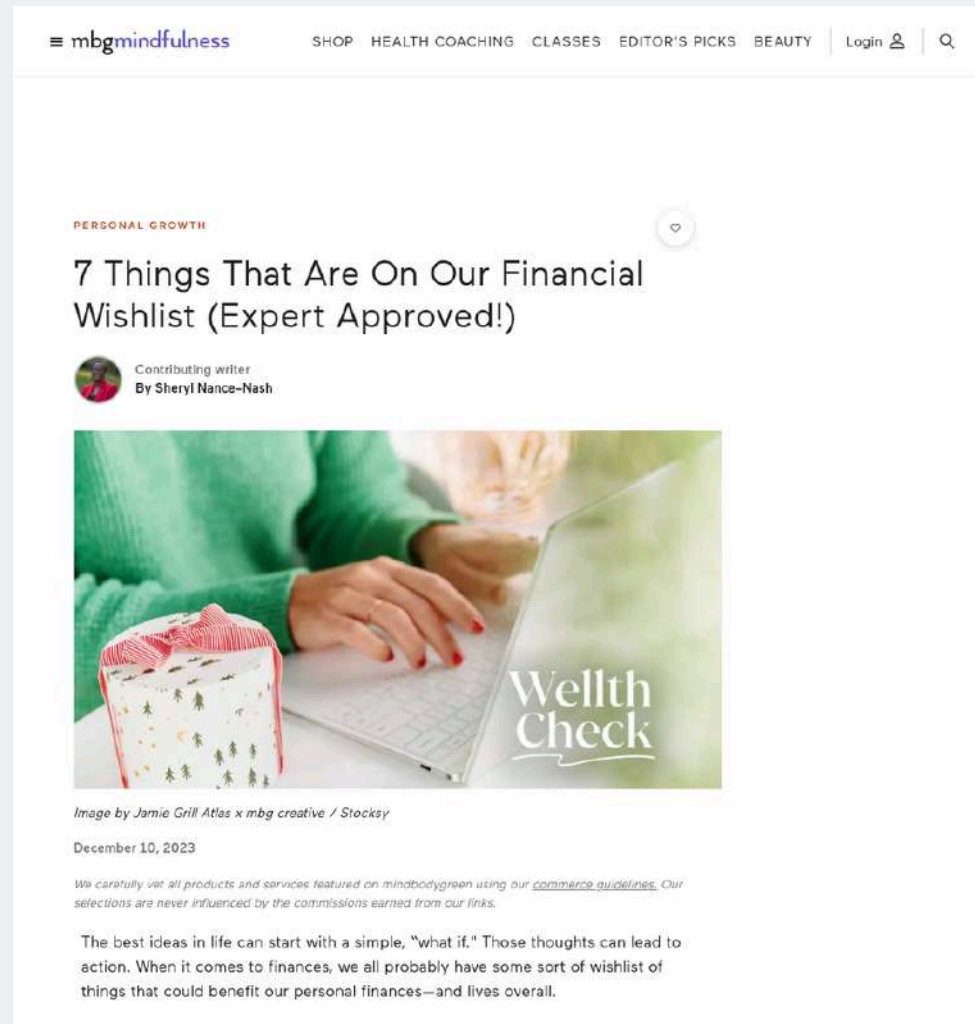 mbgmindfulness SHOP HEALTH COACHING CLASSES EDITOR'S PICKS BEAUTY Login
PERSONAL GROWTH
7 Things That Are On Our Financial
Wishlist (Expert Approved!)
Contributing writer
By Sheryl Nance-Nash
Wellth
Check
Image by Jamie Grill Atlas x mbg creative / Stocksy
December 10, 2023
We carefully vet all products and services featured on mindbodygreen using our commerce guidelines. Our
selections are never influenced by the commissions earned from our links.
The best ideas in life can start with a simple, "what if." Those thoughts can lead to
action. When it comes to finances, we all probably have some sort of wishlist of
things that could benefit our personal finances—and lives overall.